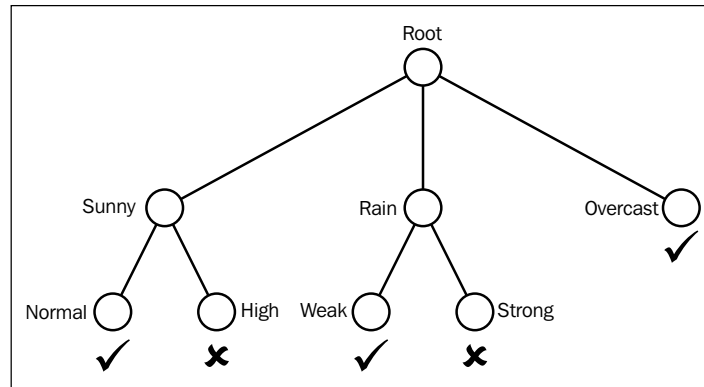 Root
Sunny
Rain
Overcast
Normal
High
Weak
Strong